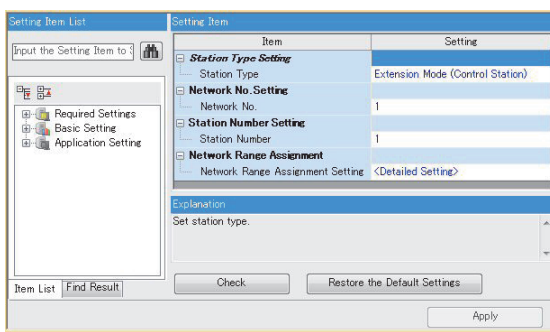 Setting Item List
Input the Setting Item to S
Required Settings
Basic Setting
Application Setting
Item List
Find Result
Setting Item
Item Setting
Station Type Setting
Station Type Extension Mode (Control Station)
Network No.Setting
Network No. 1
Station Number Setting
Station Number 1
Network Range Assignment
Network Range Assignment Setting <Detailed Setting>
Explanation
Set station type.
Check Restore the Default Settings
Apply